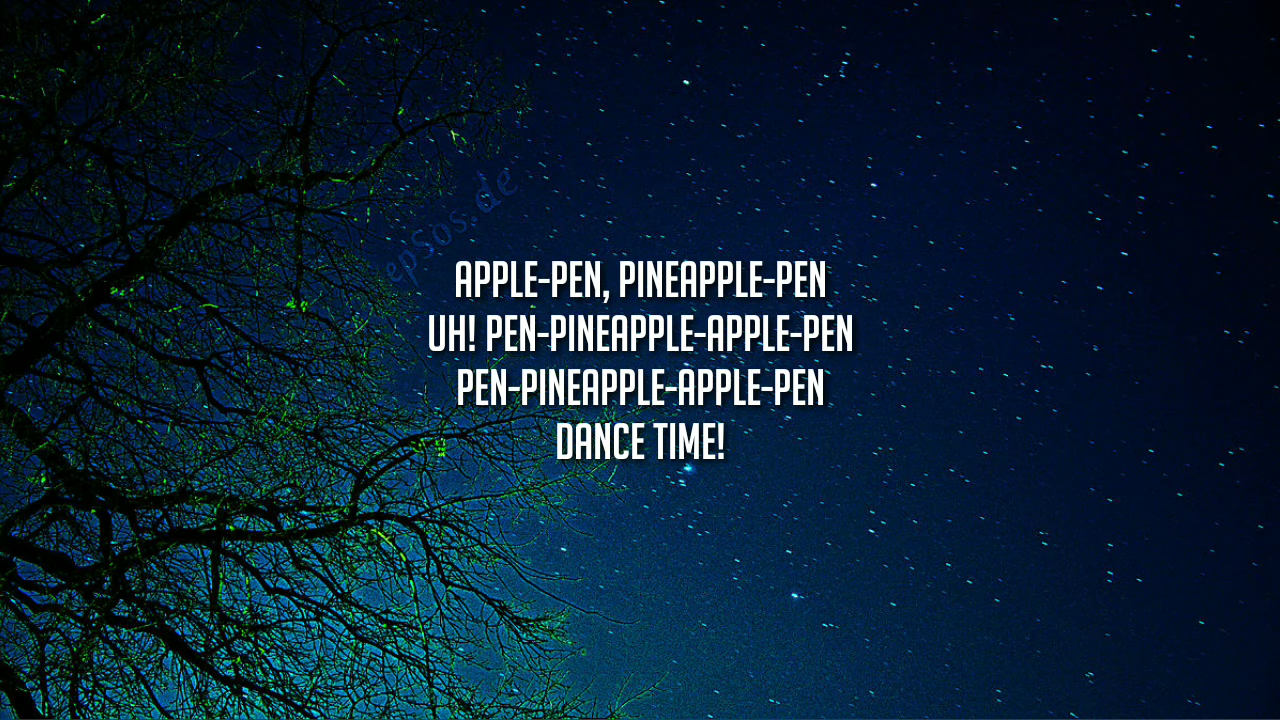 epSos.de
APPLE-PEN, PINEAPPLE-PEN
UH! PEN-PINEAPPLE-APPLE-PEN
PEN-PINEAPPLE-APPLE-PEN
DANCE TIME!